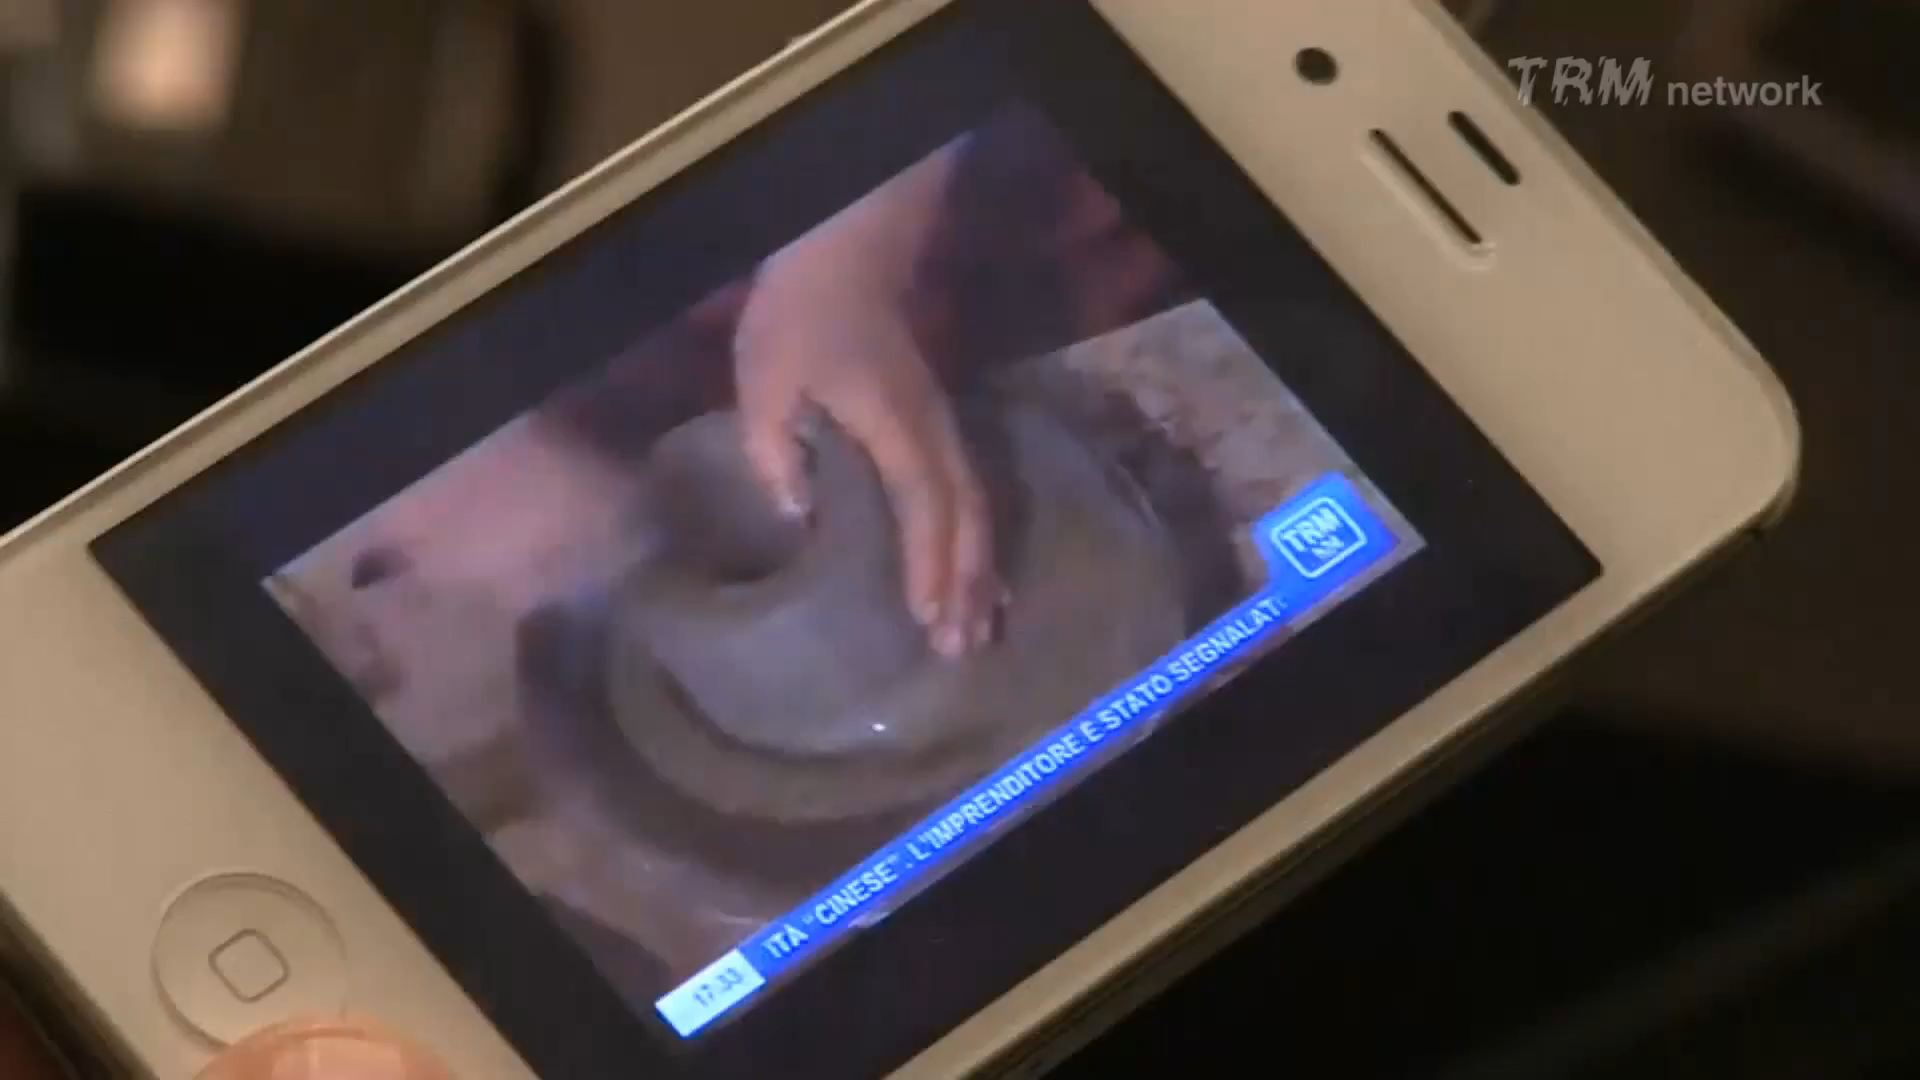 TRM network
TRM
17:33 ITÀ "CINESE". L'IMPRENDITORE È STATO SEGNALAT